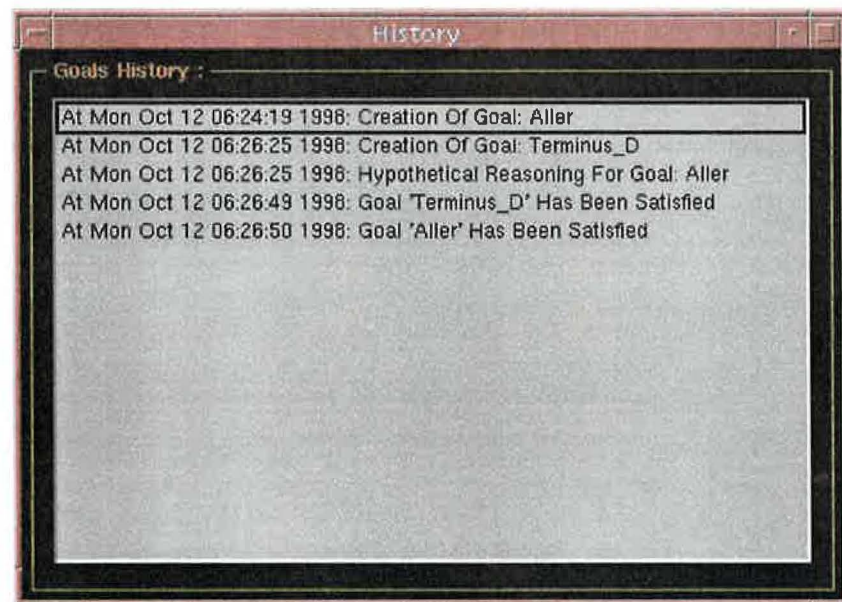 History
Goals History :
At Mon Oct 12 06:24:19 1998: Creation Of Goal: Aller
At Mon Oct 12 06:26:25 1998: Creation Of Goal: Terminus_D
At Mon Oct 12 06:26:25 1998: Hypothetical Reasoning For Goal: Aller
At Mon Oct 12 06:26:49 1998: Goal 'Terminus_D' Has Been Satisfied
At Mon Oct 12 06:26:50 1998: Goal 'Aller' Has Been Satisfied